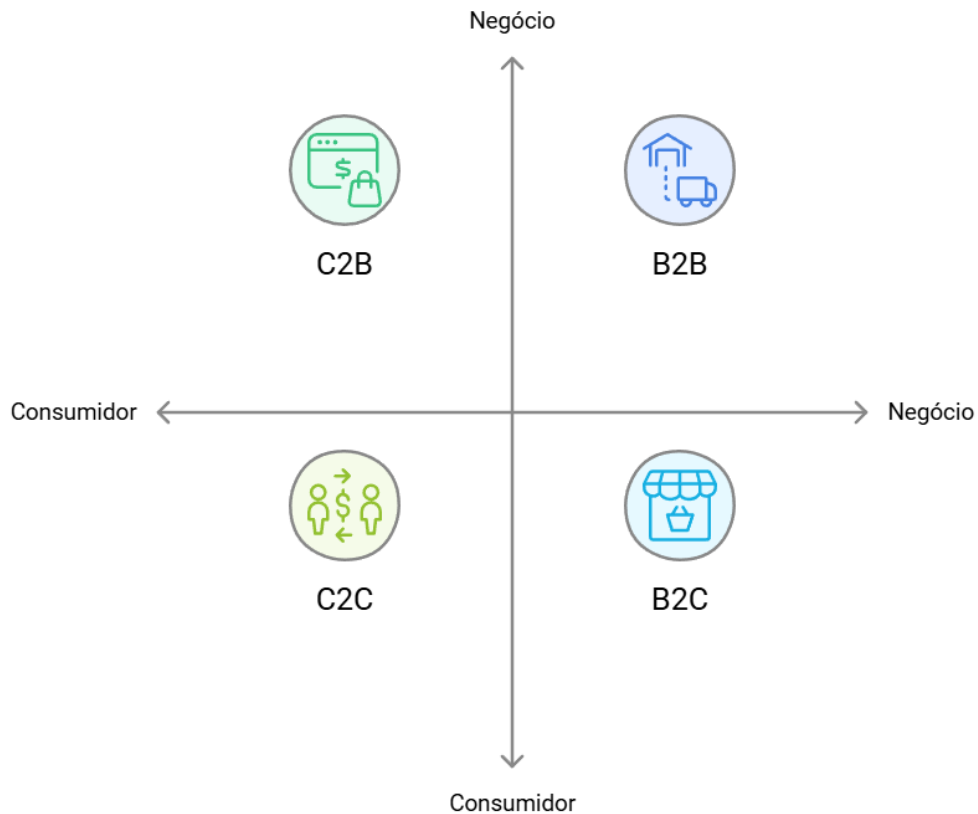 Negócio
C2B
B2B
Consumidor
Negócio
C2C
B2C
Consumidor